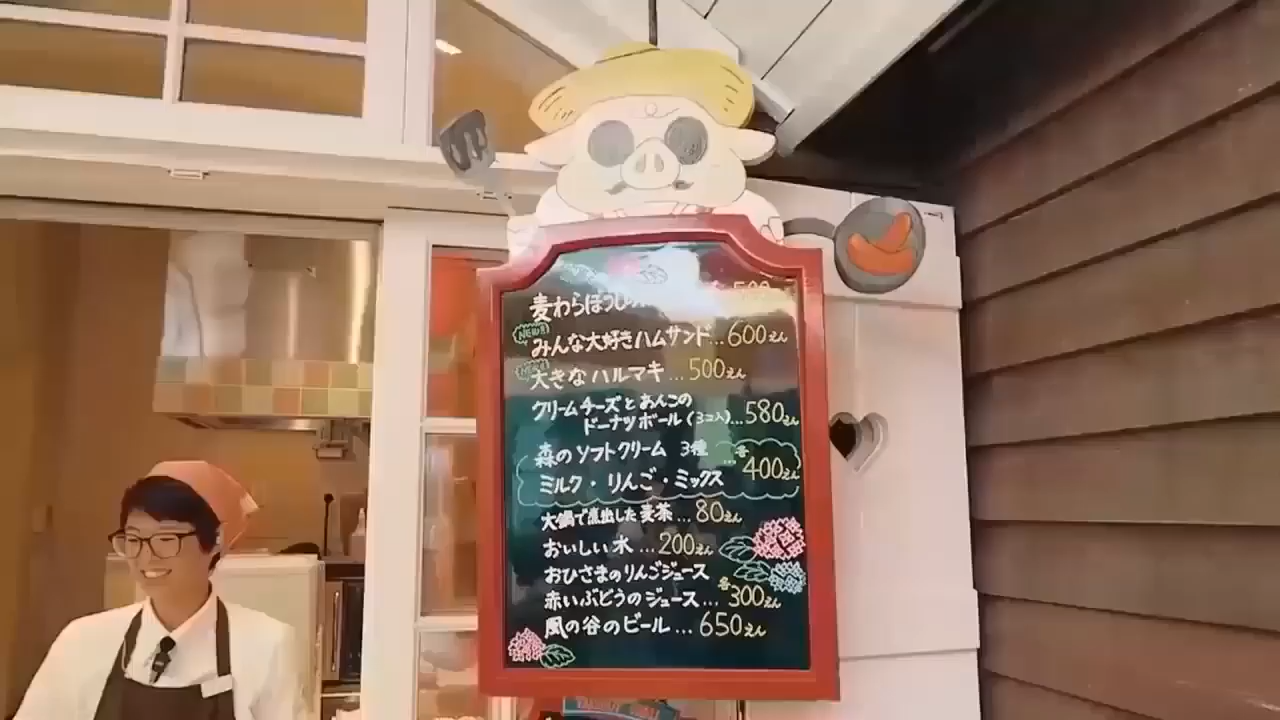 麦わらぼうし 500
NEW!! みんな大好きハムサンド...600えん
NEW!! 大きなハルマキ...500えん
クリームチーズとあんこの
ドーナツボール(3コ入)...580えん
森のソフトクリーム 3種
ミルク・りんご・ミックス ...各400えん
大鍋で煮出した麦茶...80えん
おいしい水...200えん
おひさまのりんごジュース
赤いぶどうのジュース...各300えん
風の谷のビール...650えん